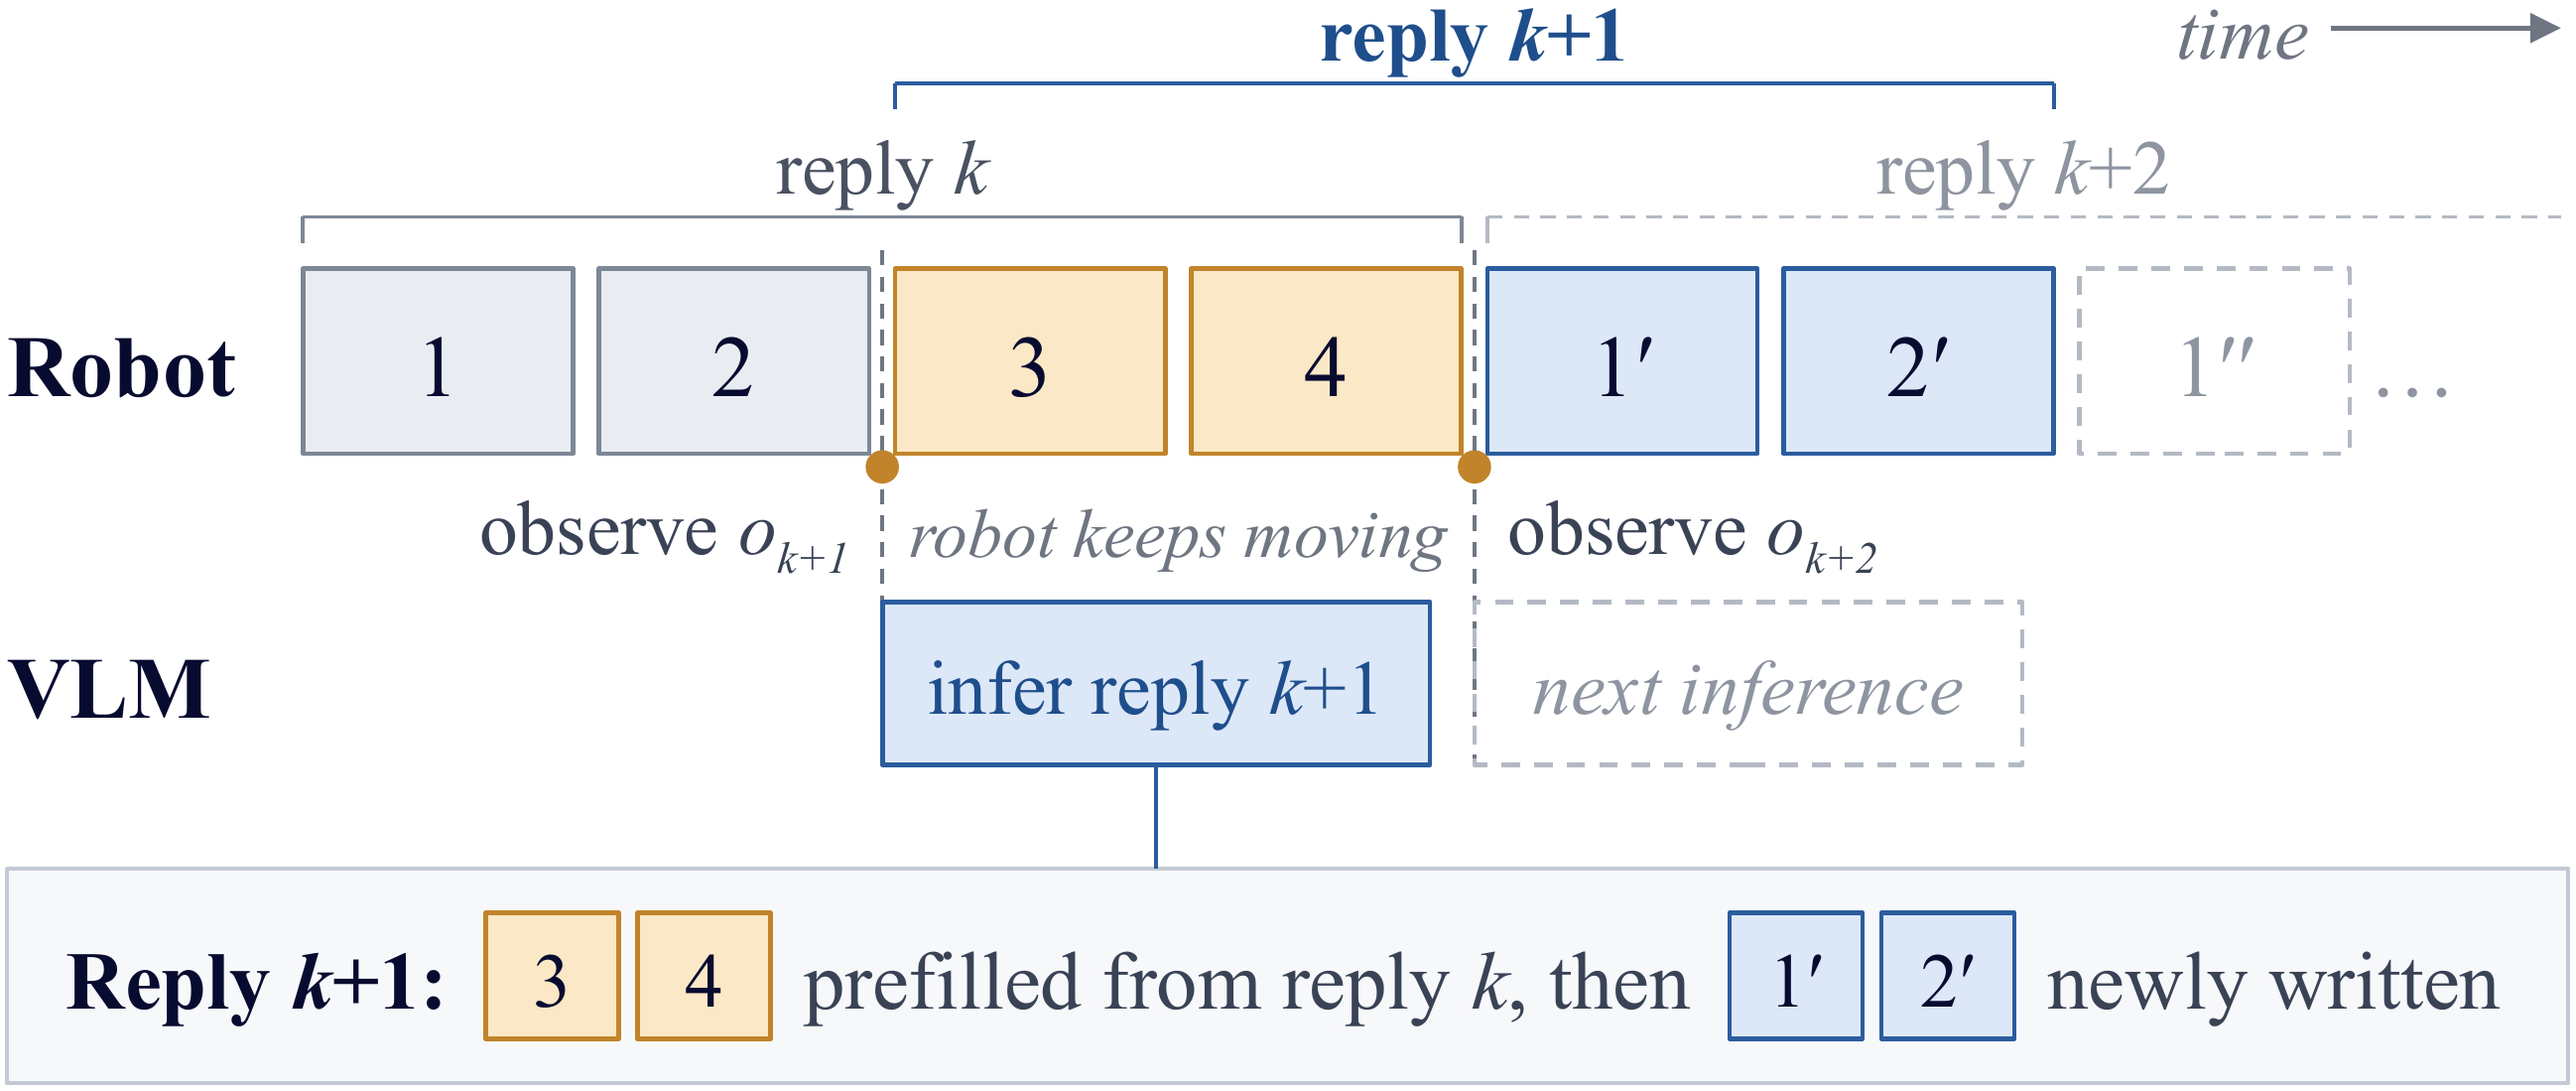 reply k+1
time
reply k
reply k+2
Robot
1 2 3 4 1′ 2′ 1″ …
observe o_{k+1} robot keeps moving observe o_{k+2}
VLM
infer reply k+1 next inference
Reply k+1: 3 4 prefilled from reply k, then 1′ 2′ newly written